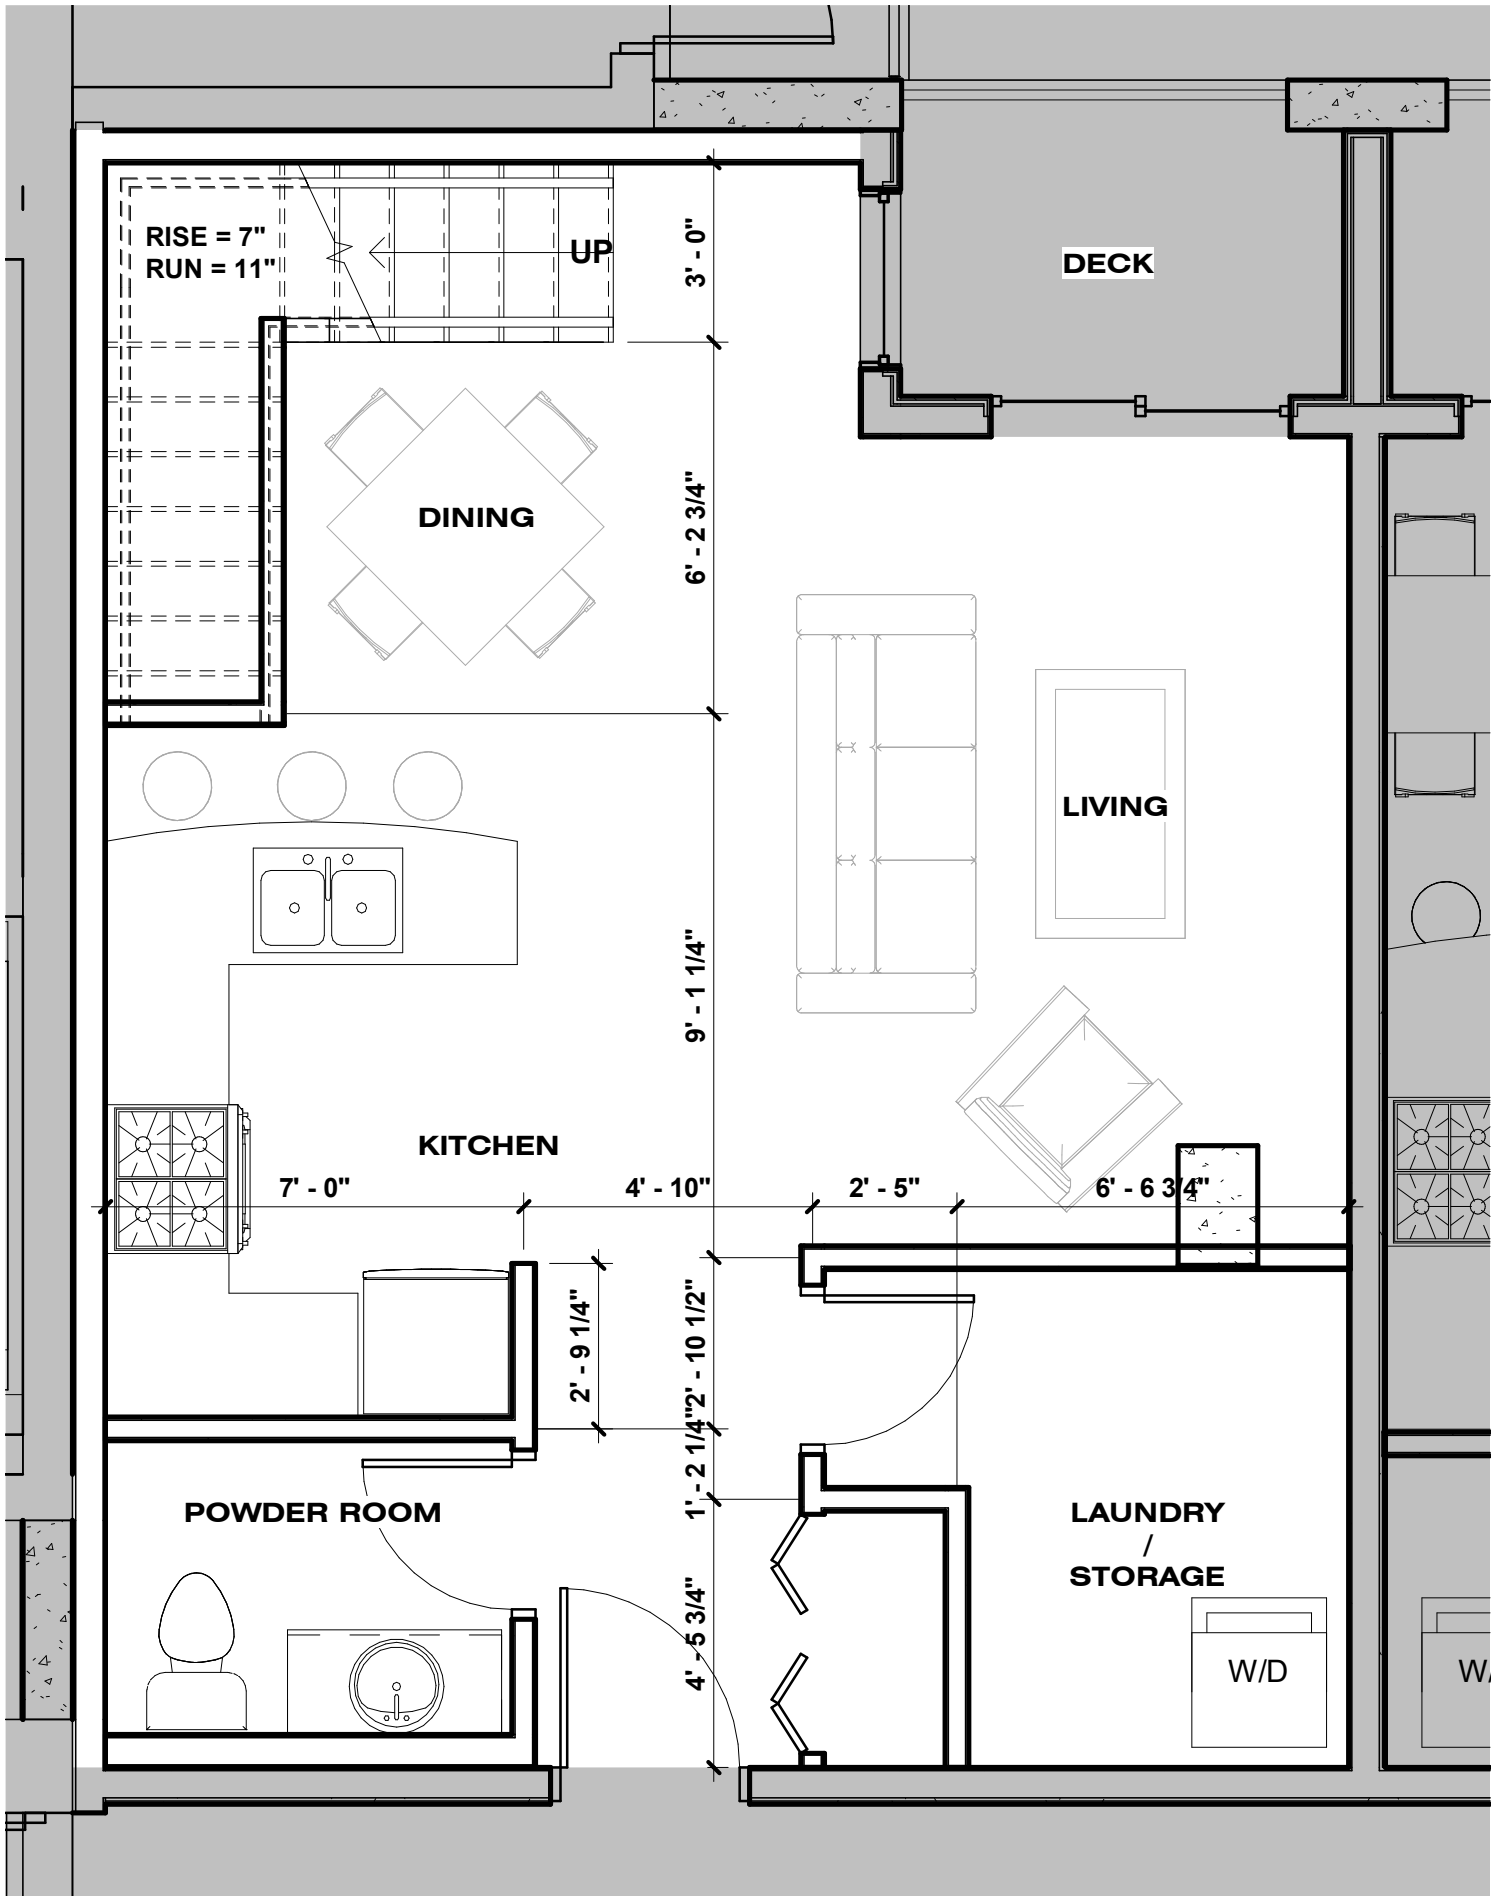 RISE = 7"
RUN = 11"
UP
3' - 0"
DECK
6' - 2 3/4"
DINING
LIVING
9' - 1 1/4"
KITCHEN
7' - 0"
4' - 10"
2' - 5"
6' - 6 3/4"
2' - 9 1/4"
2' - 10 1/2"
1' - 2 1/4"
POWDER ROOM
LAUNDRY
/
STORAGE
4' - 5 3/4"
W/D
W/